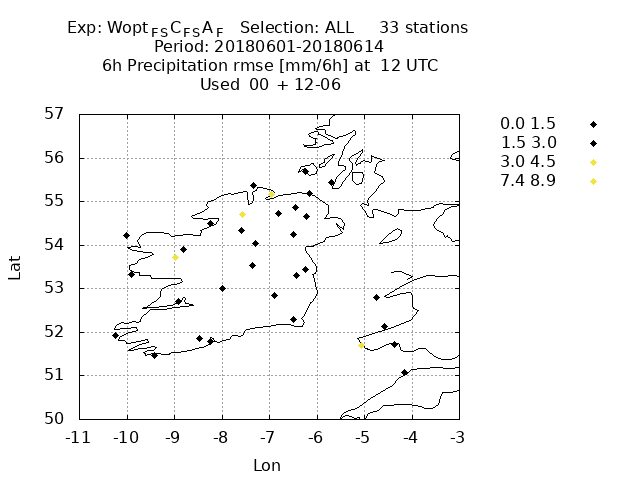 Exp: Wopt FS C FS A F Selection: ALL 33 stations
Period: 20180601-20180614
6h Precipitation rmse [mm/6h] at 12 UTC
Used 00 + 12-06
0.0 1.5
1.5 3.0
3.0 4.5
7.4 8.9
57
56
55
54
53
52
51
50
Lat
-11 -10 -9 -8 -7 -6 -5 -4 -3
Lon